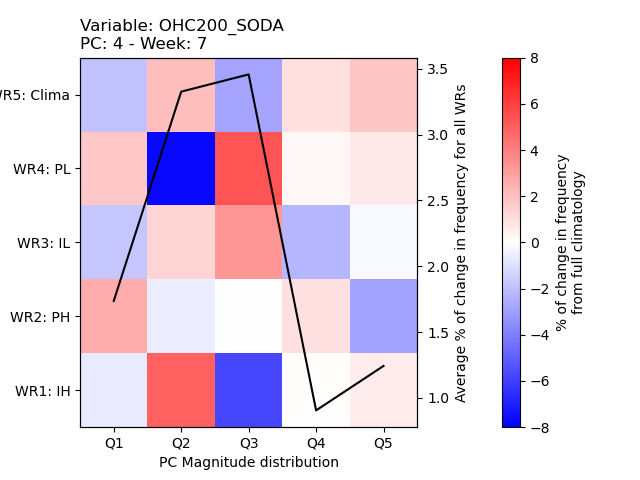 Variable: OHC200_SODA
PC: 4 - Week: 7
WR5: Clima
WR4: PL
WR3: IL
WR2: PH
WR1: IH
Q1 Q2 Q3 Q4 Q5
PC Magnitude distribution
3.5
3.0
2.5
2.0
1.5
1.0
Average % of change in frequency for all WRs
8
6
4
2
0
−2
−4
−6
−8
% of change in frequency
from full climatology